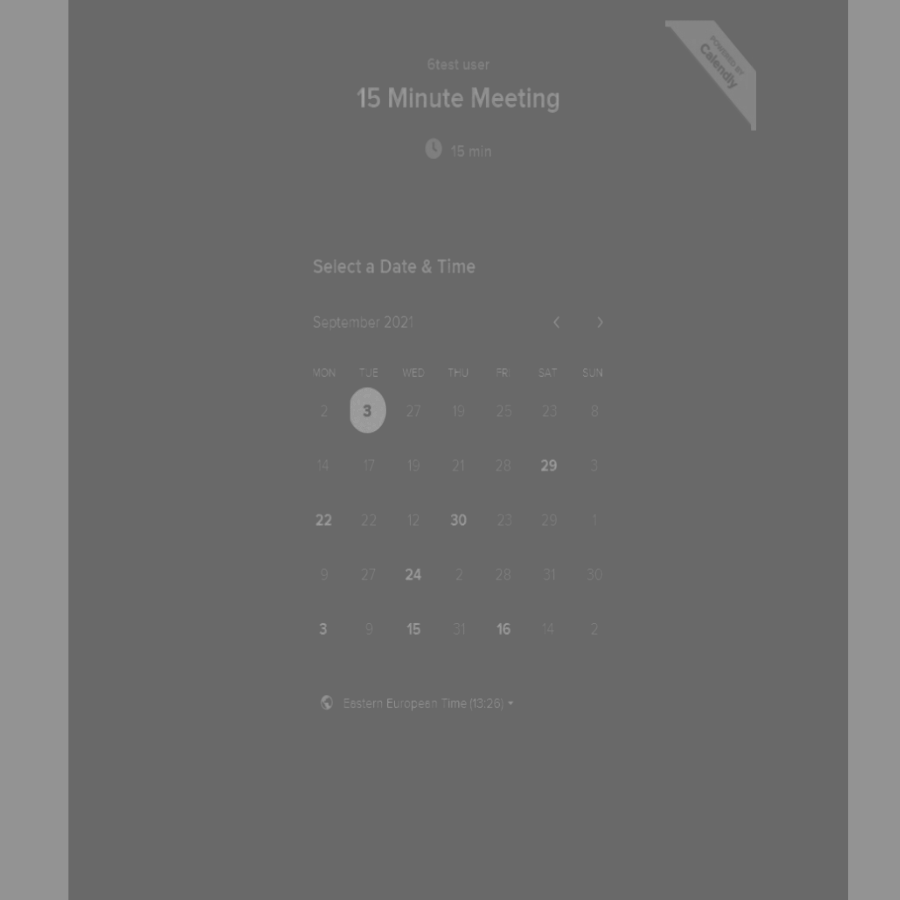 POWERED BY
Calendly
6test user
15 Minute Meeting
15 min
Select a Date & Time
September 2021
MON TUE WED THU FRI SAT SUN
2 3 27 19 25 23 8
14 17 19 21 28 29 3
22 22 12 30 23 29 1
9 27 24 2 28 31 30
3 9 15 31 16 14 2
Eastern European Time (13:26)